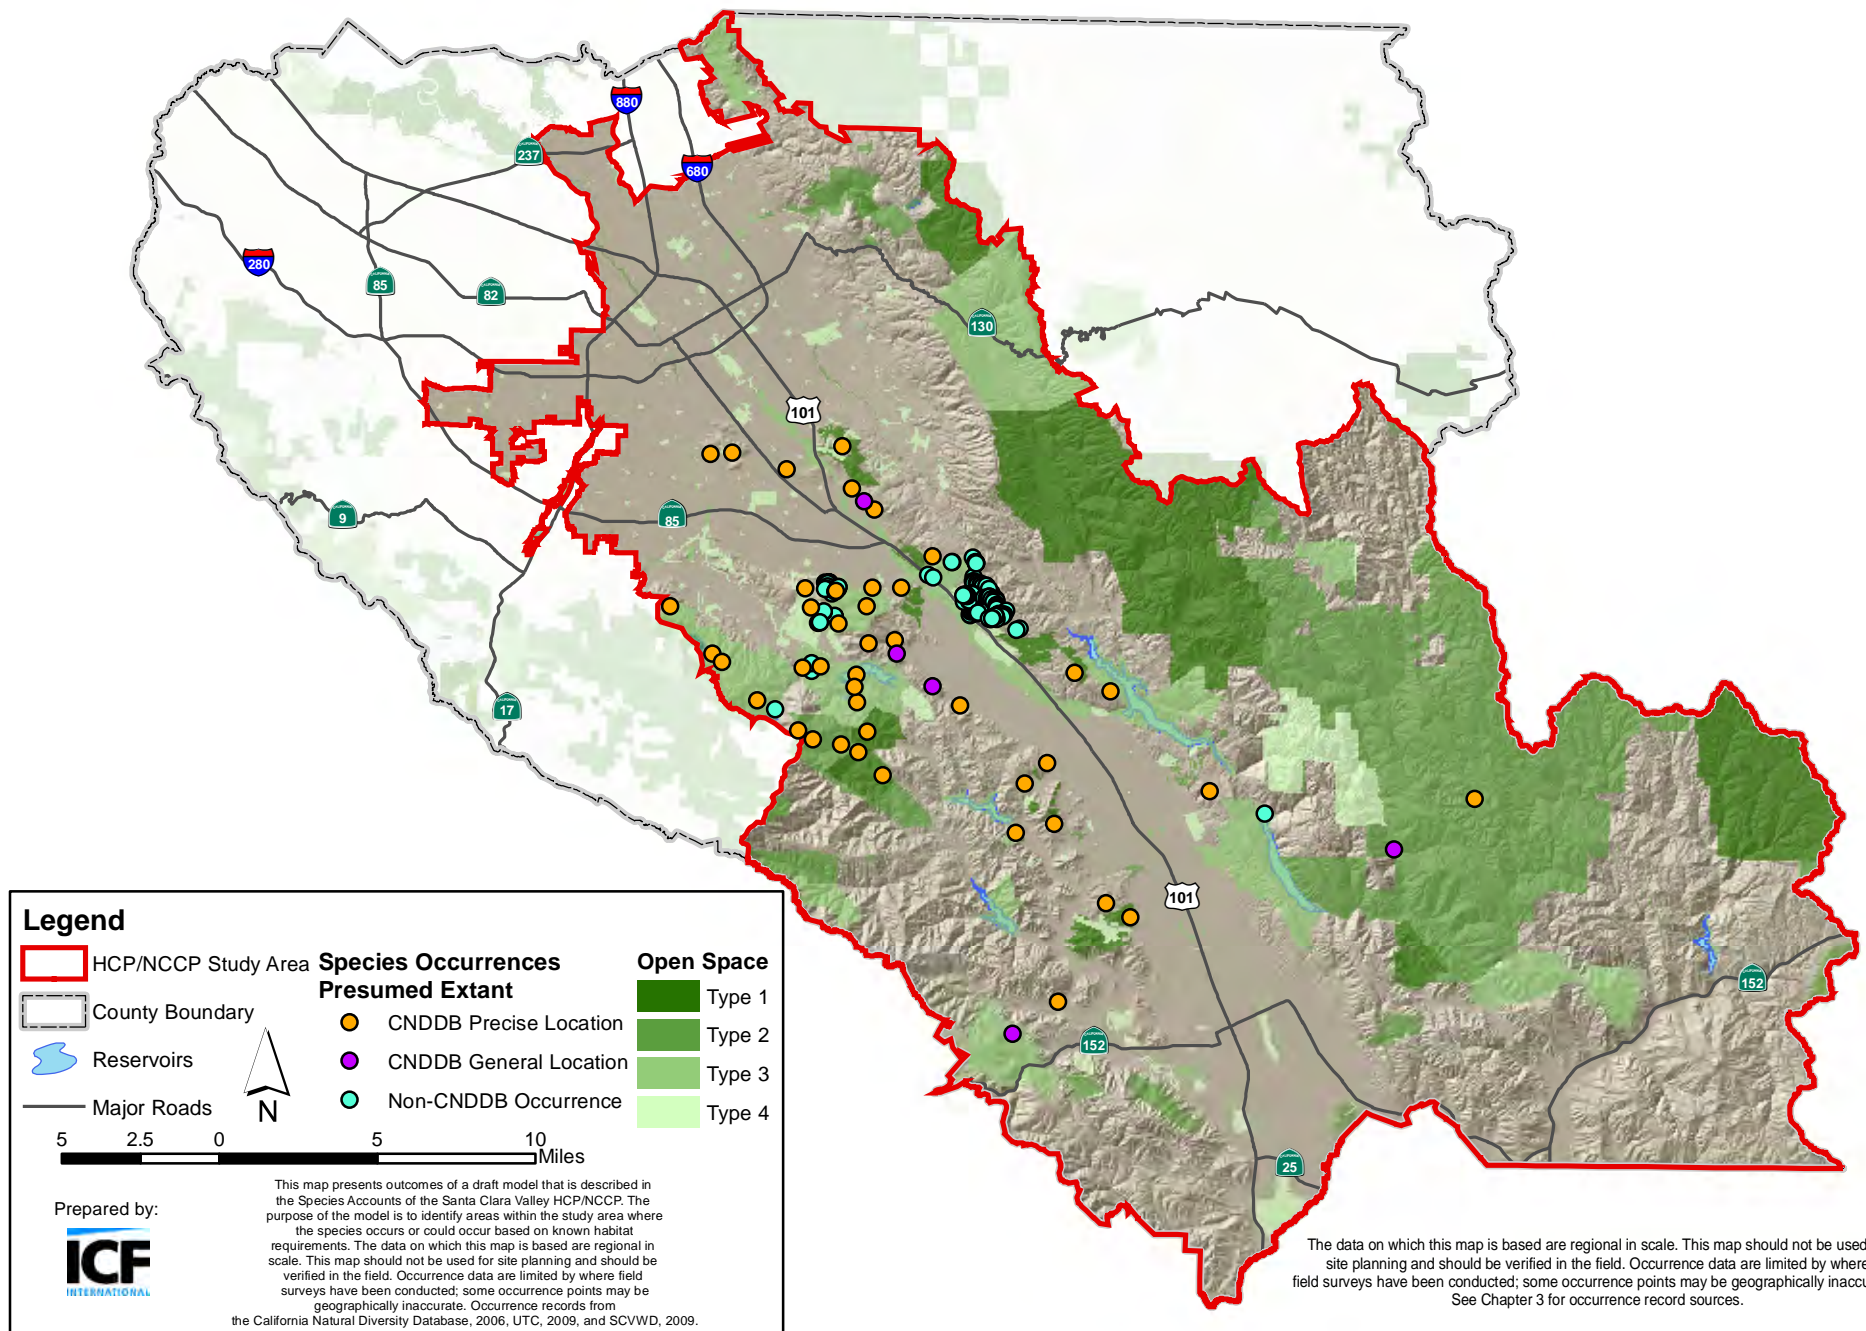 880
237
680
280
85
82
130
101
9
85
17
101
152
152
25
Legend
HCP/NCCP Study Area
County Boundary
Reservoirs
Major Roads
N
Species Occurrences
Presumed Extant
CNDDB Precise Location
CNDDB General Location
Non-CNDDB Occurrence
Open Space
Type 1
Type 2
Type 3
Type 4
5 2.5 0 5 10
Miles
Prepared by:
ICF
INTERNATIONAL
This map presents outcomes of a draft model that is described in
the Species Accounts of the Santa Clara Valley HCP/NCCP. The
purpose of the model is to identify areas within the study area where
the species occurs or could occur based on known habitat
requirements. The data on which this map is based are regional in
scale. This map should not be used for site planning and should be
verified in the field. Occurrence data are limited by where field
surveys have been conducted; some occurrence points may be
geographically inaccurate. Occurrence records from
the California Natural Diversity Database, 2006, UTC, 2009, and SCVWD, 2009.
The data on which this map is based are regional in scale. This map should not be used
site planning and should be verified in the field. Occurrence data are limited by where
field surveys have been conducted; some occurrence points may be geographically inaccu
See Chapter 3 for occurrence record sources.